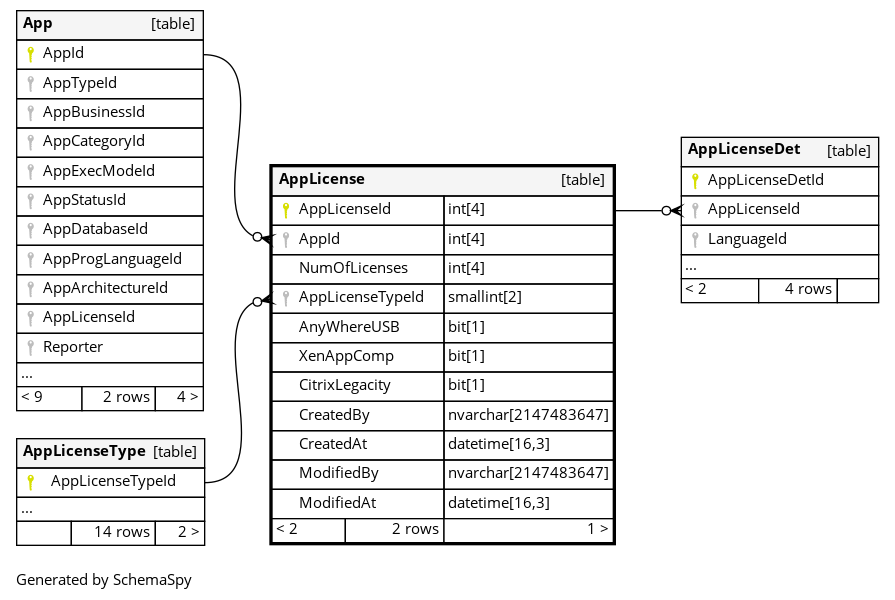 App [table]
AppId
AppTypeId
AppBusinessId
AppCategoryId
AppExecModeId
AppStatusId
AppDatabaseId
AppProgLanguageId
AppArchitectureId
AppLicenseId
Reporter
...
< 9 2 rows 4 >
AppLicenseType [table]
AppLicenseTypeId
...
14 rows 2 >
AppLicense [table]
AppLicenseId int[4]
AppId int[4]
NumOfLicenses int[4]
AppLicenseTypeId smallint[2]
AnyWhereUSB bit[1]
XenAppComp bit[1]
CitrixLegacity bit[1]
CreatedBy nvarchar[2147483647]
CreatedAt datetime[16,3]
ModifiedBy nvarchar[2147483647]
ModifiedAt datetime[16,3]
< 2 2 rows 1 >
AppLicenseDet [table]
AppLicenseDetId
AppLicenseId
LanguageId
...
< 2 4 rows
Generated by SchemaSpy